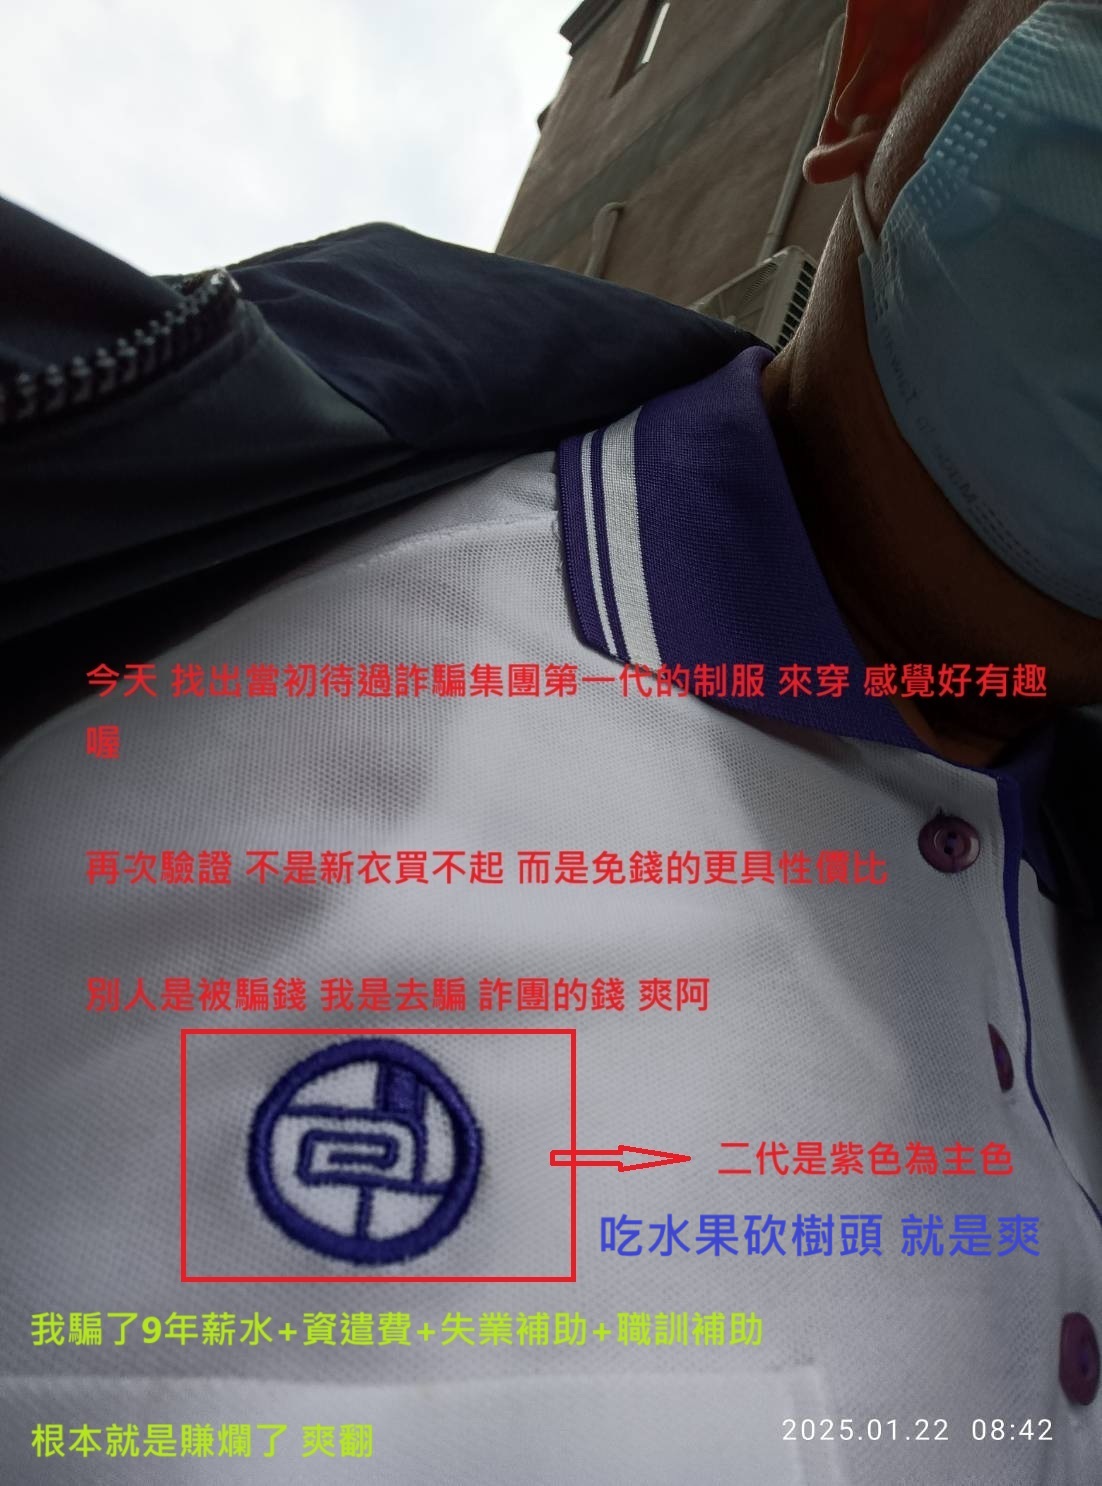 今天 找出當初待過詐騙集團第一代的制服 來穿 感覺好有趣
喔
再次驗證 不是新衣買不起 而是免錢的更具性價比
別人是被騙錢 我是去騙 詐團的錢 爽阿
二代是紫色為主色
吃水果砍樹頭 就是爽
我騙了9年薪水+資遣費+失業補助+職訓補助
根本就是賺爛了 爽翻
2025.01.22 08:42